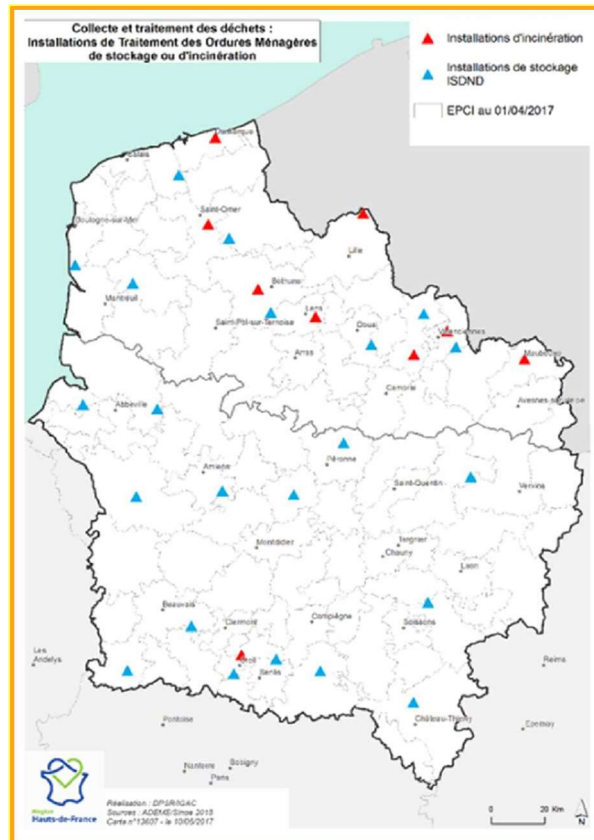 Collecte et traitement des déchets :
Installations de Traitement des Ordures Ménagères
de stockage ou d'incinération
Installations d'incinération
Installations de stockage
ISDND
EPCI au 01/04/2017
Dunkerque
Calais
Saint-Omer
Boulogne-sur-Mer
Lille
Béthune
Montreuil
Lens
Saint-Pol-sur-Ternoise
Douai
Valenciennes
Arras
Maubeuge
Cambrai
Abbeville
Péronne
Amiens
Saint-Quentin
Vervins
Montdidier
Tergnier
Chauny
Laon
Beauvais
Clermont
Compiègne
Soissons
Creil
Senlis
Les
Andelys
Reims
Château-Thierry
Pontoise
Epernay
Nanterre
Bobigny
Paris
Région
Hauts-de-France
Réalisation : DPSR/IGAC
Sources : ADEME/Sinoe 2010
Carte n°13607 - le 10/05/2017
0 20 Km
N